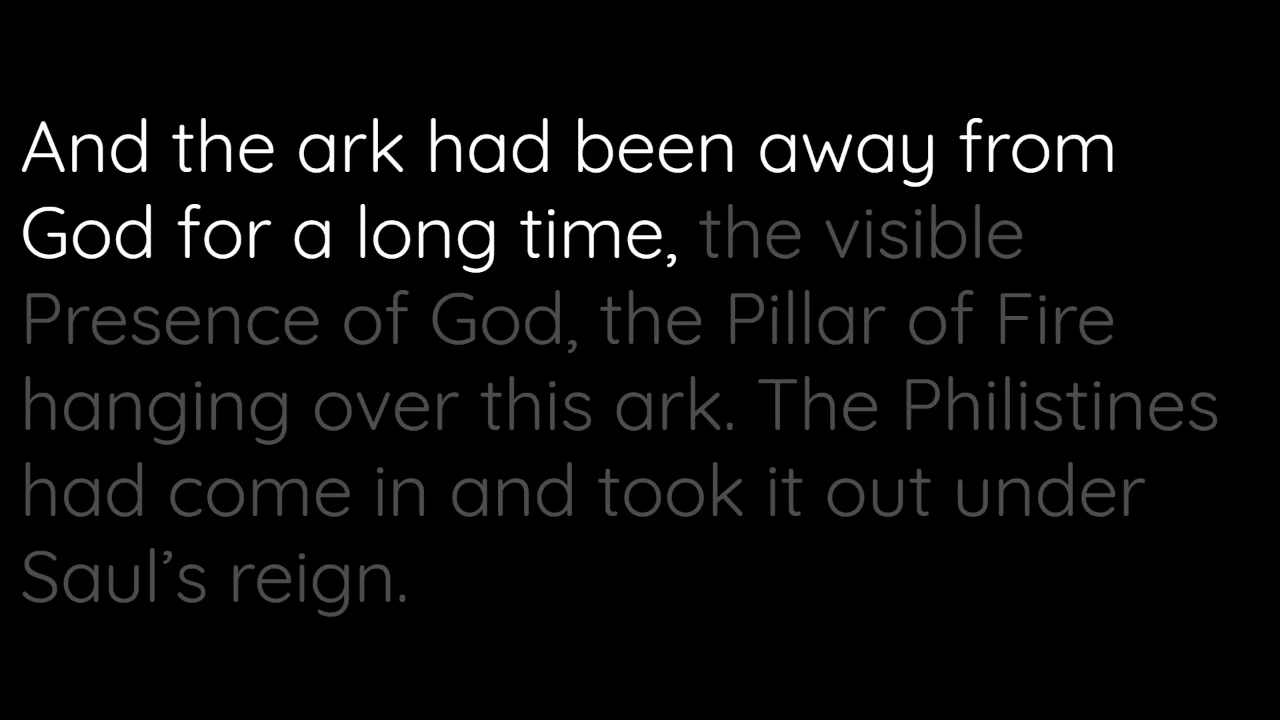 And the ark had been away from
God for a long time, the visible
Presence of God, the Pillar of Fire
hanging over this ark. The Philistines
had come in and took it out under
Saul’s reign.